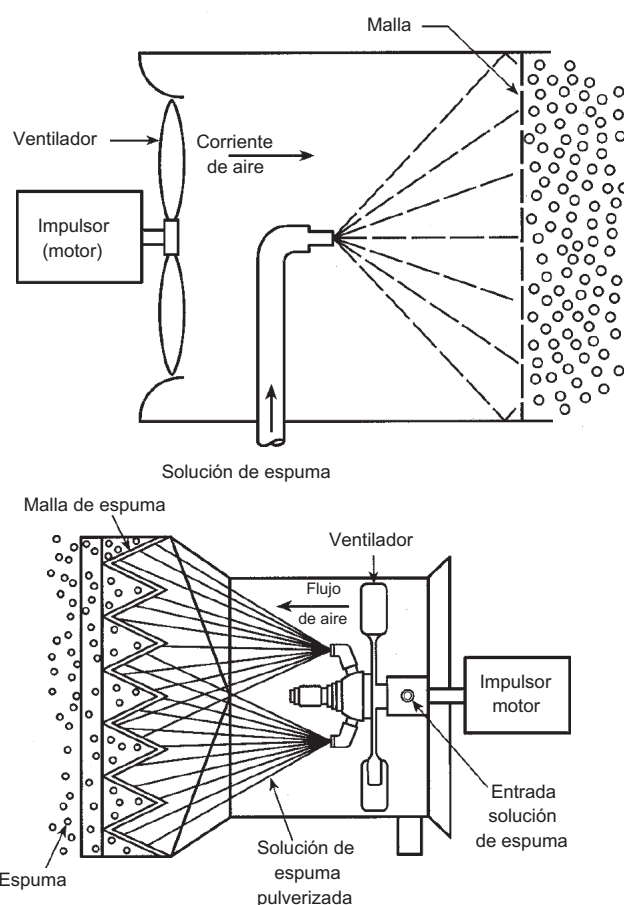 Malla
Ventilador
Corriente
de aire
Impulsor
(motor)
Solución de espuma
Malla de espuma
Ventilador
Flujo
de aire
Impulsor
motor
Entrada
solución
de espuma
Solución de
espuma
pulverizada
Espuma